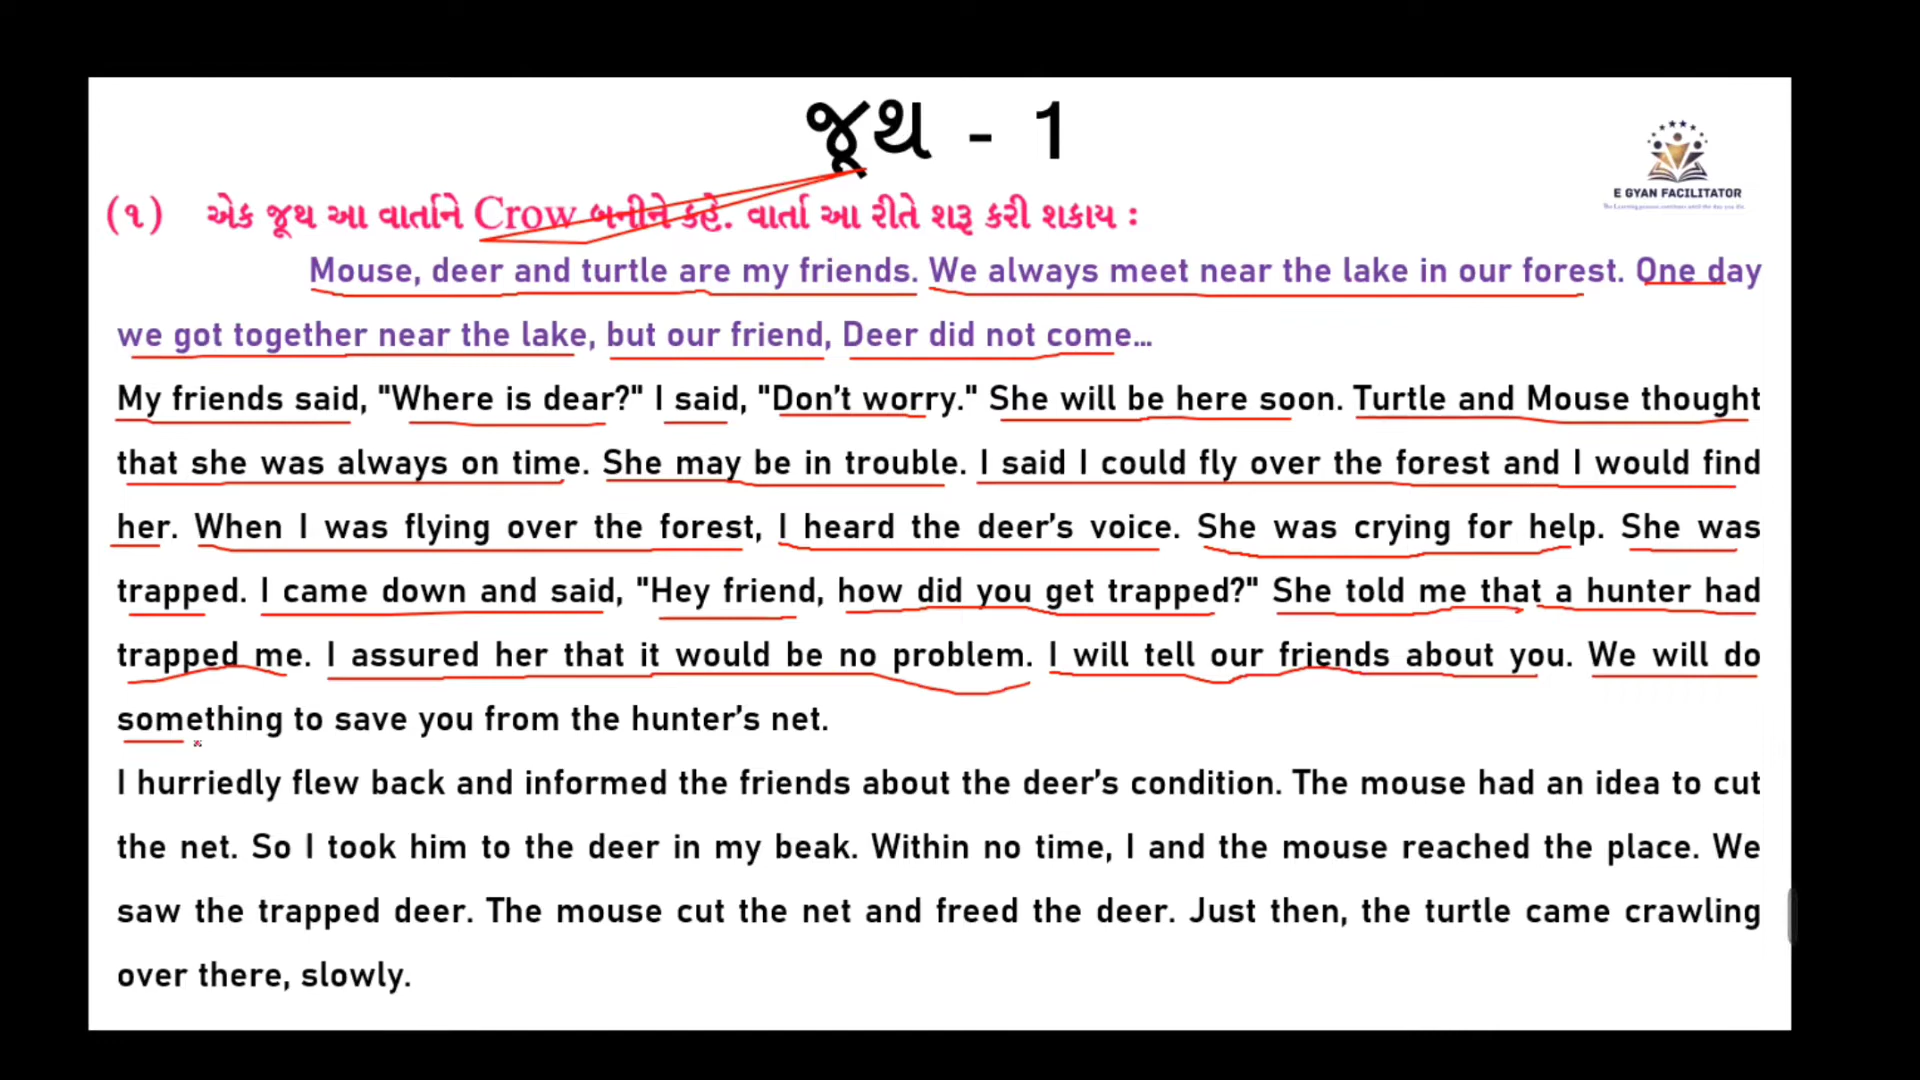 જૂથ - 1
E GYAN FACILITATOR
(૧) એક જૂથ આ વાર્તાને Crow બનીને કહે. વાર્તા આ રીતે શરૂ કરી શકાય :
Mouse, deer and turtle are my friends. We always meet near the lake in our forest. One day
we got together near the lake, but our friend, Deer did not come...
My friends said, "Where is dear?" I said, "Don’t worry." She will be here soon. Turtle and Mouse thought
that she was always on time. She may be in trouble. I said I could fly over the forest and I would find
her. When I was flying over the forest, I heard the deer’s voice. She was crying for help. She was
trapped. I came down and said, "Hey friend, how did you get trapped?" She told me that a hunter had
trapped me. I assured her that it would be no problem. I will tell our friends about you. We will do
something to save you from the hunter’s net.
I hurriedly flew back and informed the friends about the deer’s condition. The mouse had an idea to cut
the net. So I took him to the deer in my beak. Within no time, I and the mouse reached the place. We
saw the trapped deer. The mouse cut the net and freed the deer. Just then, the turtle came crawling
over there, slowly.